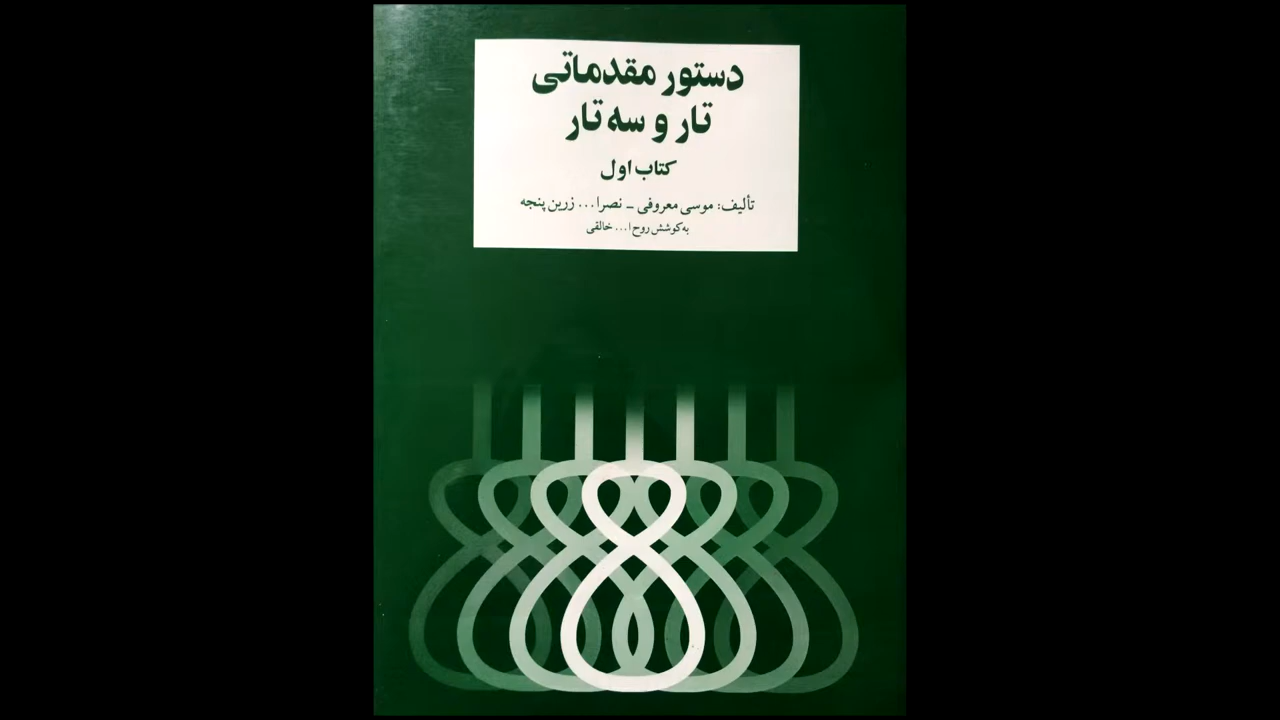 دستور مقدماتی
تار و سه تار
کتاب اول
تألیف: موسی معروفی ـ نصرا... زرین پنجه
به کوشش روح ا... خالقی